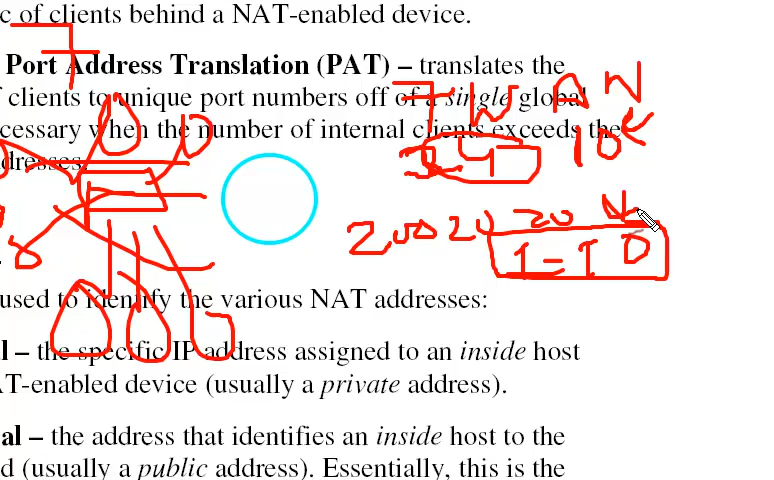 c of clients behind a NAT-enabled device.
Port Address Translation (PAT) – translates the
f clients to unique port numbers off of a single global
cessary when the number of internal clients exceeds the
dresses.
used to identify the various NAT addresses:
l – the specific IP address assigned to an inside host
AT-enabled device (usually a private address).
al – the address that identifies an inside host to the
d (usually a public address). Essentially, this is the